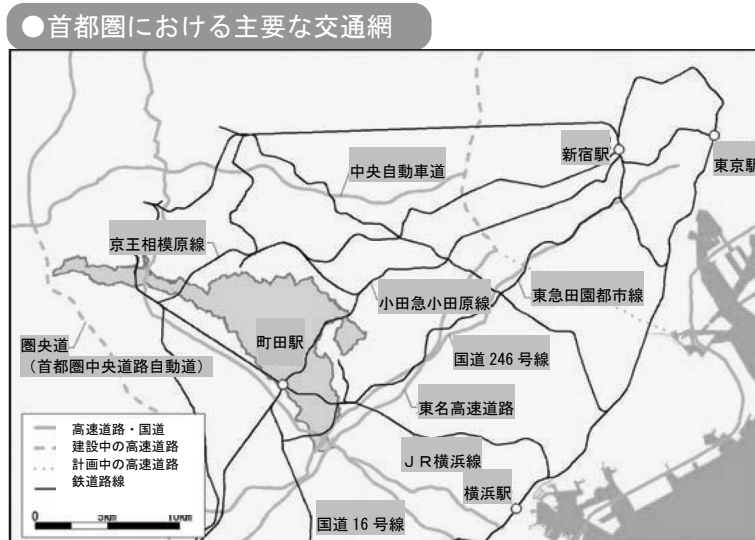 ●首都圏における主要な交通網
新宿駅
東京駅
中央自動車道
京王相模原線
小田急小田原線
東急田園都市線
町田駅
圏央道
（首都圏中央道路自動道）
国道 246 号線
東名高速道路
ＪＲ横浜線
横浜駅
国道 16 号線
高速道路・国道
建設中の高速道路
計画中の高速道路
鉄道路線
0 5km 10km